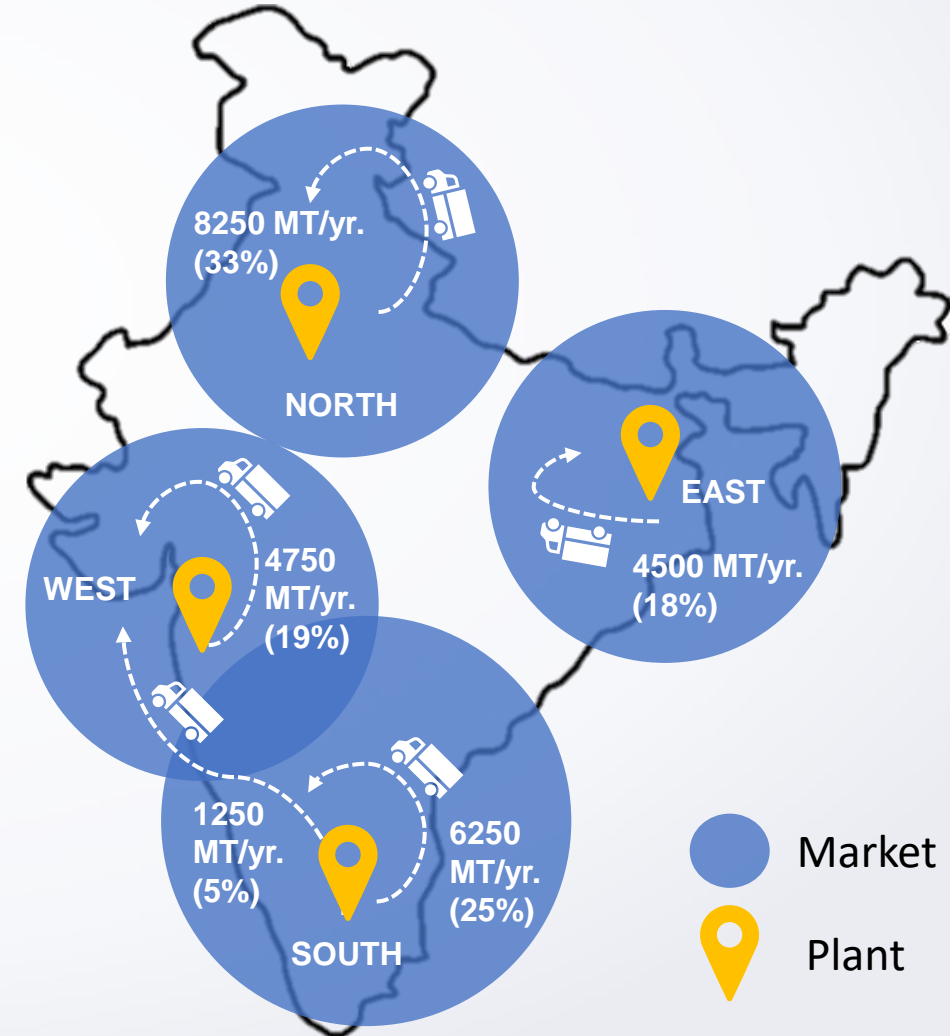 8250 MT/yr.
(33%)
NORTH
EAST
4500 MT/yr.
(18%)
WEST
4750
MT/yr.
(19%)
1250
MT/yr.
(5%)
6250
MT/yr.
(25%)
SOUTH
Market
Plant